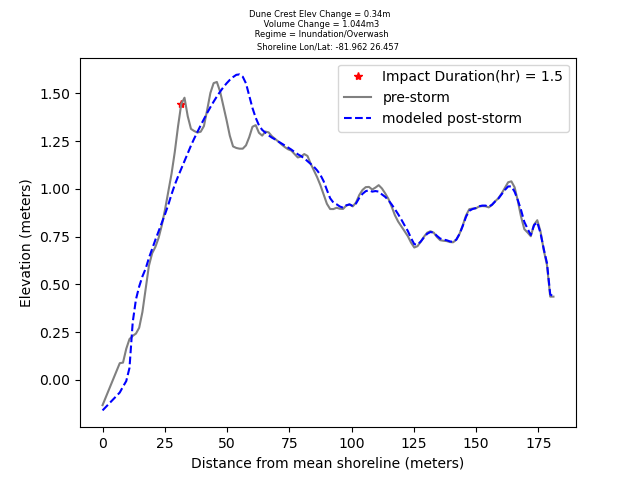 Dune Crest Elev Change = 0.34m
Volume Change = 1.044m3
Regime = Inundation/Overwash
Shoreline Lon/Lat: -81.962 26.457
Impact Duration(hr) = 1.5
pre-storm
modeled post-storm
Elevation (meters)
1.50
1.25
1.00
0.75
0.50
0.25
0.00
0 25 50 75 100 125 150 175
Distance from mean shoreline (meters)